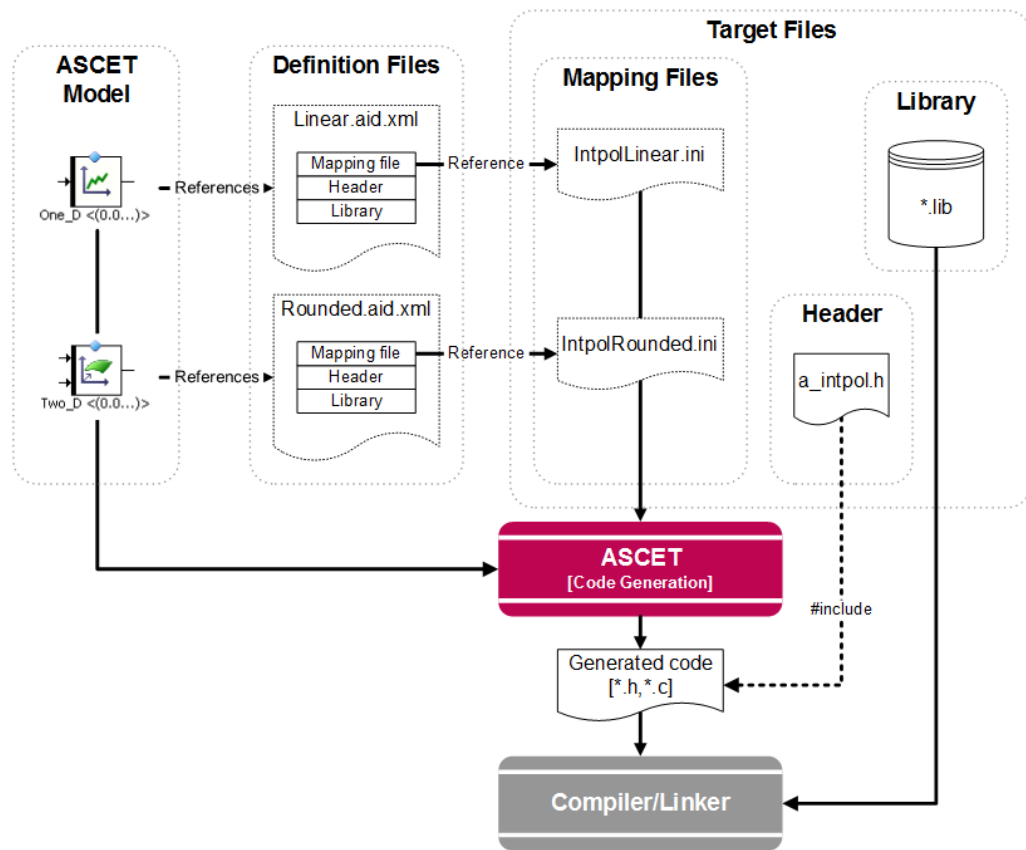 Target Files
ASCET
Model
Definition Files
Mapping Files
Library
Linear.aid.xml
Mapping file
Header
Library
References
Reference
IntpolLinear.ini
One_D <(0.0...)>
*.lib
Rounded.aid.xml
Mapping file
Header
Library
References
Reference
IntpolRounded.ini
Two_D <(0.0...)>
Header
a_intpol.h
ASCET
[Code Generation]
#include
Generated code
[*.h,*.c]
Compiler/Linker